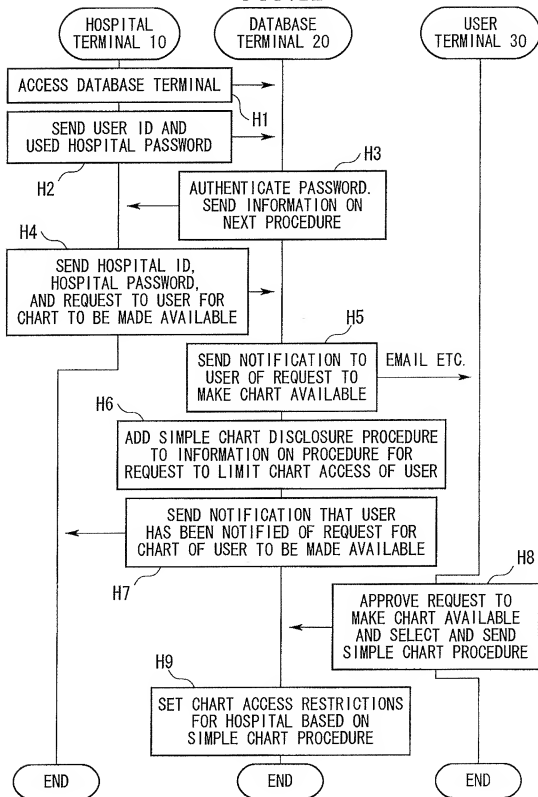 HOSPITAL
TERMINAL 10
DATABASE
TERMINAL 20
USER
TERMINAL 30
ACCESS DATABASE TERMINAL
H1
SEND USER ID AND
USED HOSPITAL PASSWORD
H2
H3
AUTHENTICATE PASSWORD.
SEND INFORMATION ON
NEXT PROCEDURE
H4
SEND HOSPITAL ID,
HOSPITAL PASSWORD,
AND REQUEST TO USER FOR
CHART TO BE MADE AVAILABLE
H5
SEND NOTIFICATION TO
USER OF REQUEST TO
MAKE CHART AVAILABLE
EMAIL ETC.
H6
ADD SIMPLE CHART DISCLOSURE PROCEDURE
TO INFORMATION ON PROCEDURE FOR
REQUEST TO LIMIT CHART ACCESS OF USER
SEND NOTIFICATION THAT USER
HAS BEEN NOTIFIED OF REQUEST FOR
CHART OF USER TO BE MADE AVAILABLE
H7
H8
APPROVE REQUEST TO
MAKE CHART AVAILABLE
AND SELECT AND SEND
SIMPLE CHART PROCEDURE
H9
SET CHART ACCESS RESTRICTIONS
FOR HOSPITAL BASED ON
SIMPLE CHART PROCEDURE
END
END
END